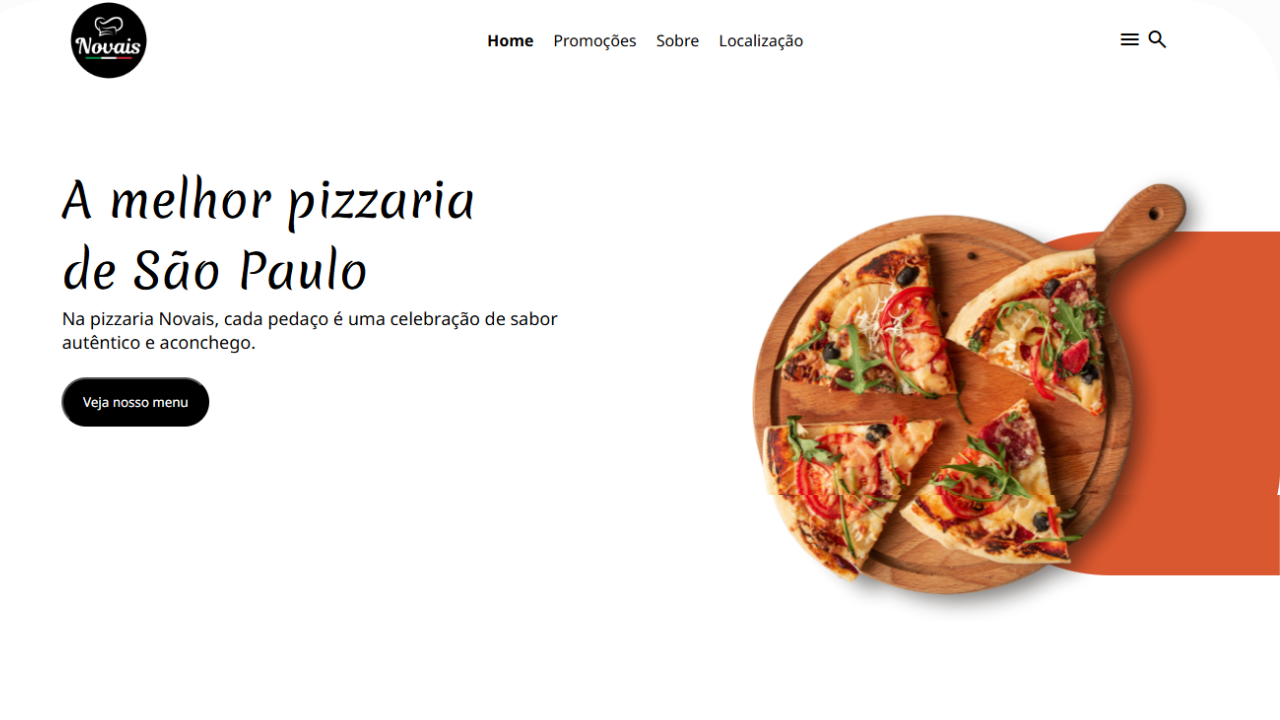 Novais
Home Promoções Sobre Localização
A melhor pizzaria
de São Paulo
Na pizzaria Novais, cada pedaço é uma celebração de sabor
autêntico e aconchego.
Veja nosso menu